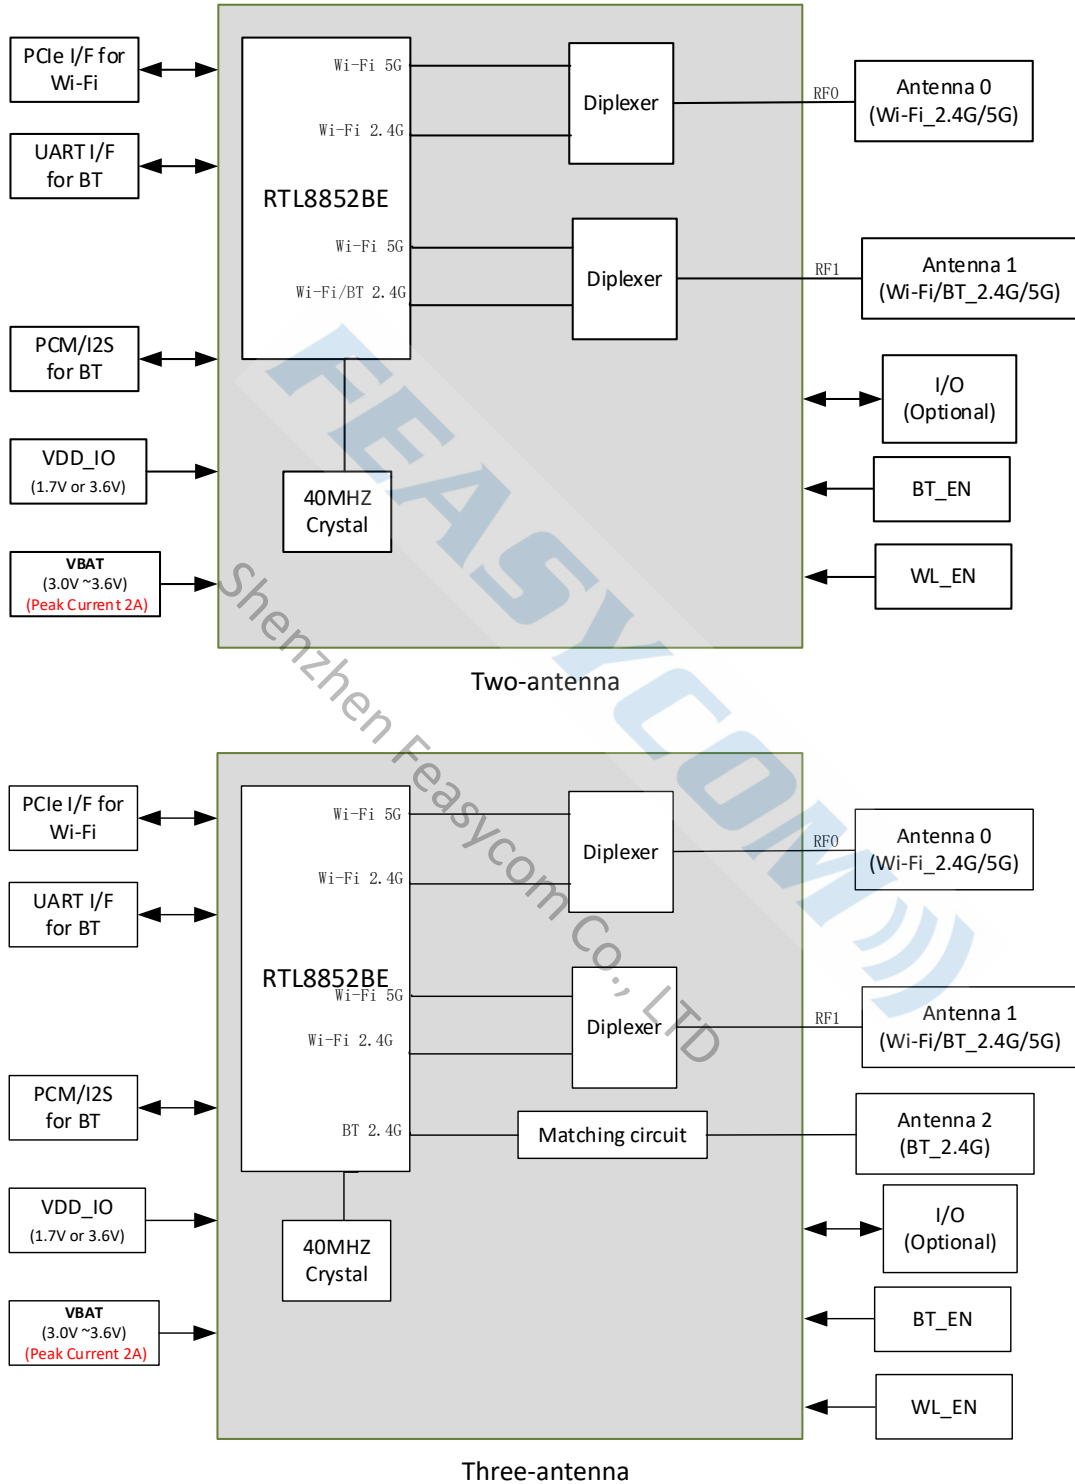 PCIe I/F for
Wi-Fi
UART I/F
for BT
PCM/I2S
for BT
VDD_IO
(1.7V or 3.6V)
VBAT
(3.0V ~3.6V)
(Peak Current 2A)
Wi-Fi 5G
Wi-Fi 2.4G
RTL8852BE
Wi-Fi 5G
Wi-Fi/BT 2.4G
40MHZ
Crystal
Diplexer
Diplexer
RF0
RF1
Antenna 0
(Wi-Fi_2.4G/5G)
Antenna 1
(Wi-Fi/BT_2.4G/5G)
I/O
(Optional)
BT_EN
WL_EN
Two-antenna
FEASYCOM
Shenzhen Feasycom Co., LTD
PCIe I/F for
Wi-Fi
UART I/F
for BT
PCM/I2S
for BT
VDD_IO
(1.7V or 3.6V)
VBAT
(3.0V ~3.6V)
(Peak Current 2A)
Wi-Fi 5G
Wi-Fi 2.4G
RTL8852BE
Wi-Fi 5G
Wi-Fi 2.4G
BT 2.4G
40MHZ
Crystal
Diplexer
Diplexer
Matching circuit
RF0
RF1
Antenna 0
(Wi-Fi_2.4G/5G)
Antenna 1
(Wi-Fi/BT_2.4G/5G)
Antenna 2
(BT_2.4G)
I/O
(Optional)
BT_EN
WL_EN
Three-antenna